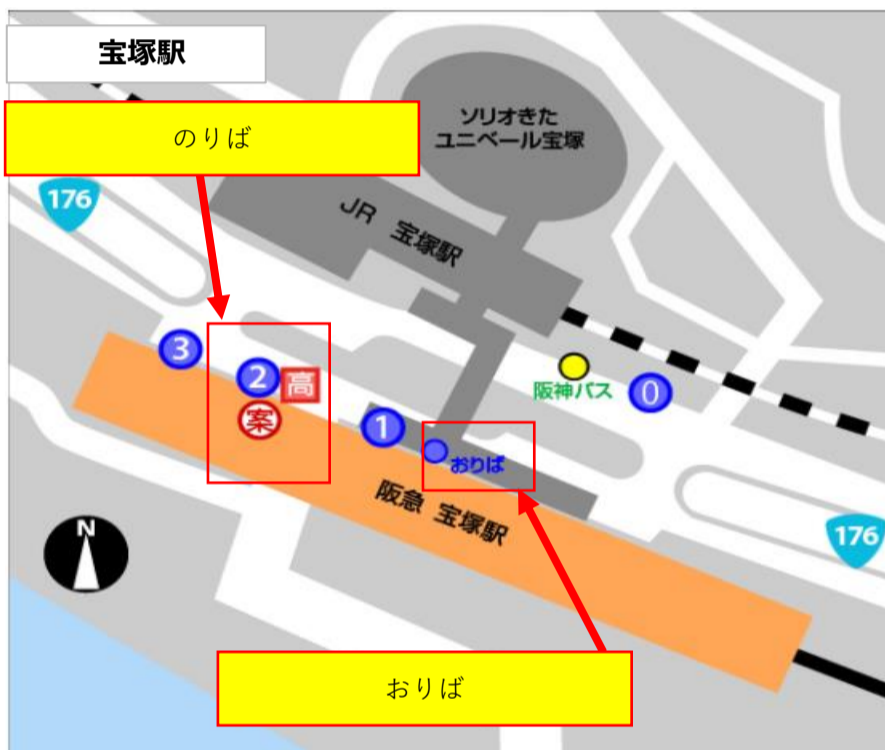 宝塚駅
のりば
ソリオきた
ユニベール宝塚
176
JR 宝塚駅
3
2
高
案
1
おりば
阪神バス
0
阪急 宝塚駅
176
N
おりば